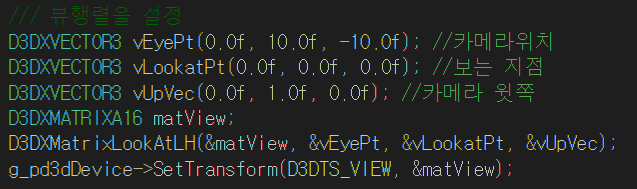 /// 뷰행렬을 설정
D3DXVECTOR3 vEyePt(0.0f, 10.0f, -10.0f); //카메라위치
D3DXVECTOR3 vLookatPt(0.0f, 0.0f, 0.0f); //보는 지점
D3DXVECTOR3 vUpVec(0.0f, 1.0f, 0.0f); //카메라 윗쪽
D3DXMATRIXA16 matView;
D3DXMatrixLookAtLH(&matView, &vEyePt, &vLookatPt, &vUpVec);
g_pd3dDevice->SetTransform(D3DTS_VIEW, &matView);